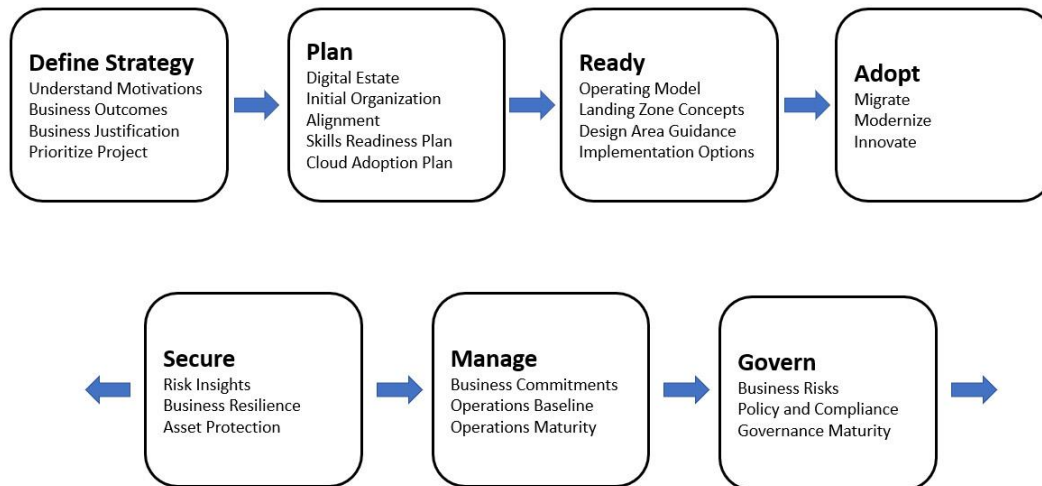 Define Strategy
Understand Motivations
Business Outcomes
Business Justification
Prioritize Project
Plan
Digital Estate
Initial Organization
Alignment
Skills Readiness Plan
Cloud Adoption Plan
Ready
Operating Model
Landing Zone Concepts
Design Area Guidance
Implementation Options
Adopt
Migrate
Modernize
Innovate
Secure
Risk Insights
Business Resilience
Asset Protection
Manage
Business Commitments
Operations Baseline
Operations Maturity
Govern
Business Risks
Policy and Compliance
Governance Maturity